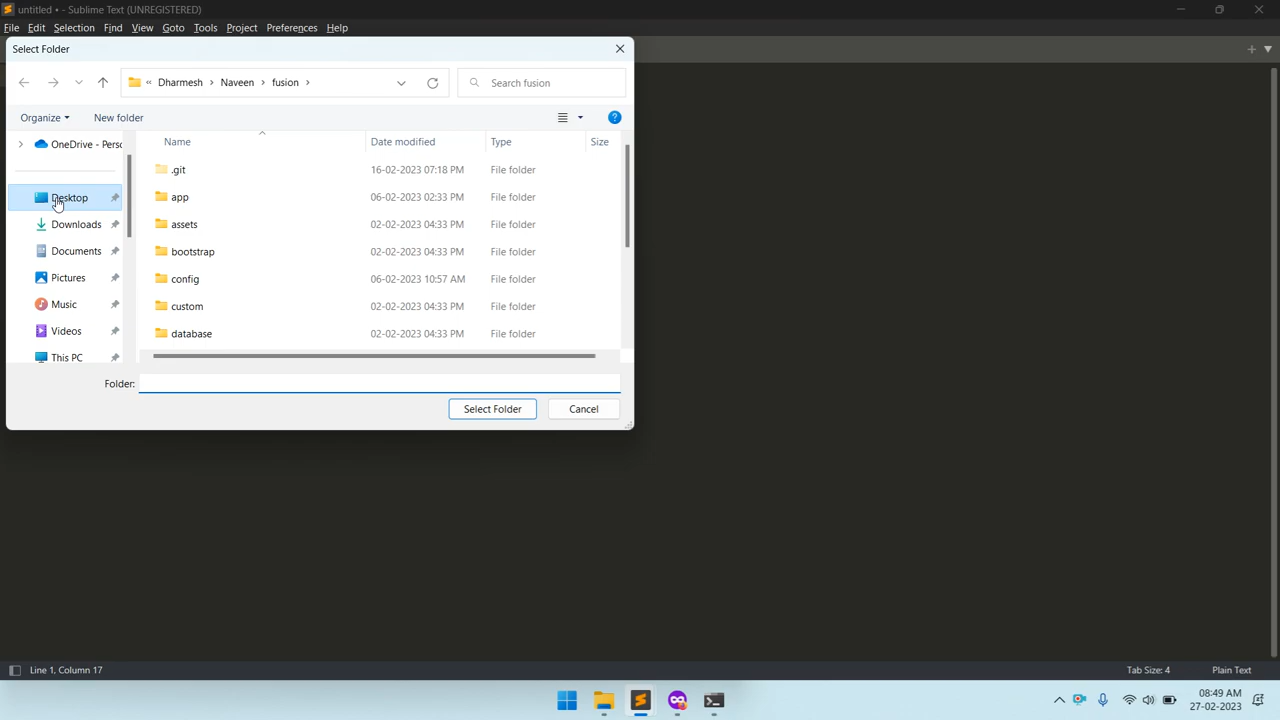 untitled • - Sublime Text (UNREGISTERED)
File Edit Selection Find View Goto Tools Project Preferences Help
Select Folder
« Dharmesh > Naveen > fusion >
Search fusion
Organize
New folder
Name Date modified Type Size
OneDrive - Perso
Desktop
Downloads
Documents
Pictures
Music
Videos
This PC
.git 16-02-2023 07:18 PM File folder
app 06-02-2023 02:33 PM File folder
assets 02-02-2023 04:33 PM File folder
bootstrap 02-02-2023 04:33 PM File folder
config 06-02-2023 10:57 AM File folder
custom 02-02-2023 04:33 PM File folder
database 02-02-2023 04:33 PM File folder
Folder:
Select Folder Cancel
Line 1, Column 17 Tab Size: 4 Plain Text
08:49 AM
27-02-2023